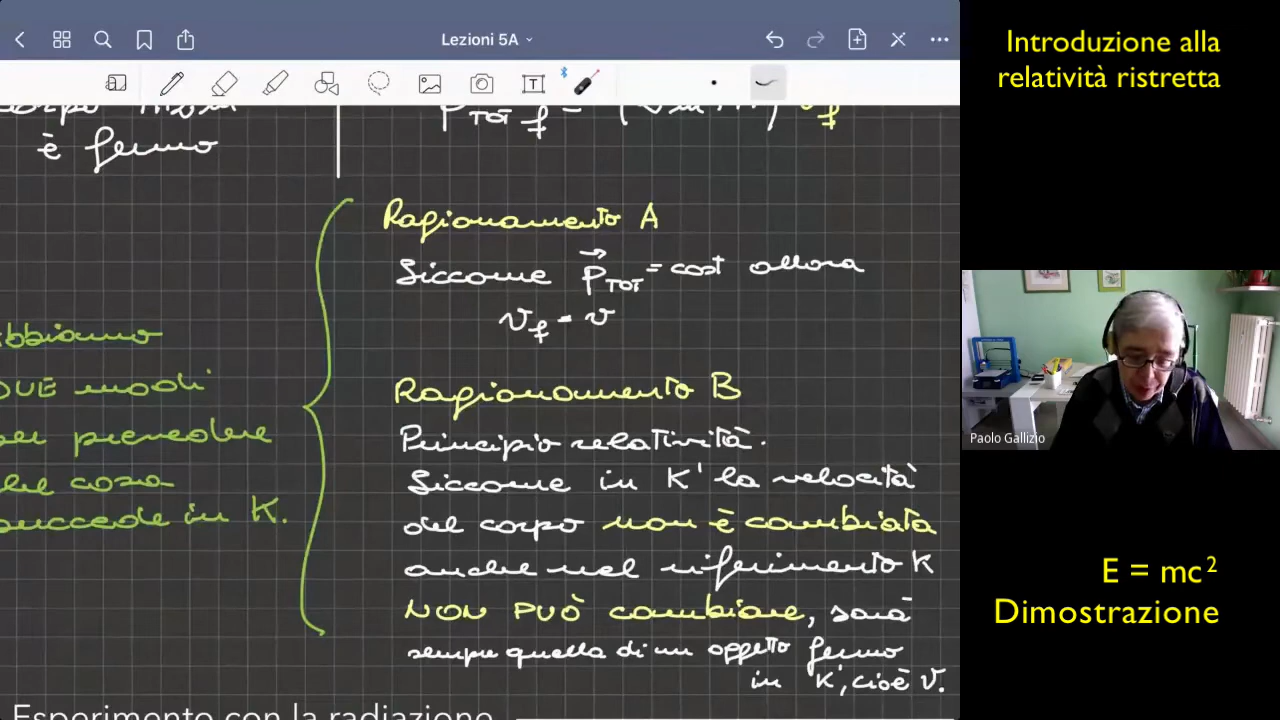 Lezioni 5A
è fermo
P TOT f =
v f
Ragionamento A
Siccome P TOT = cost allora
v f = v
abbiamo
DUE modi
per prevedere
che cosa
succede in K.
Ragionamento B
Principio relatività.
Siccome in K' la velocità
del corpo non è cambiata
anche nel riferimento K
NON PUÒ cambiare, sarà
sempre quella di un oggetto fermo
in K', cioè v.
Esperimento con la radiazione
Introduzione alla
relatività ristretta
Paolo Gallizio
E = mc²
Dimostrazione